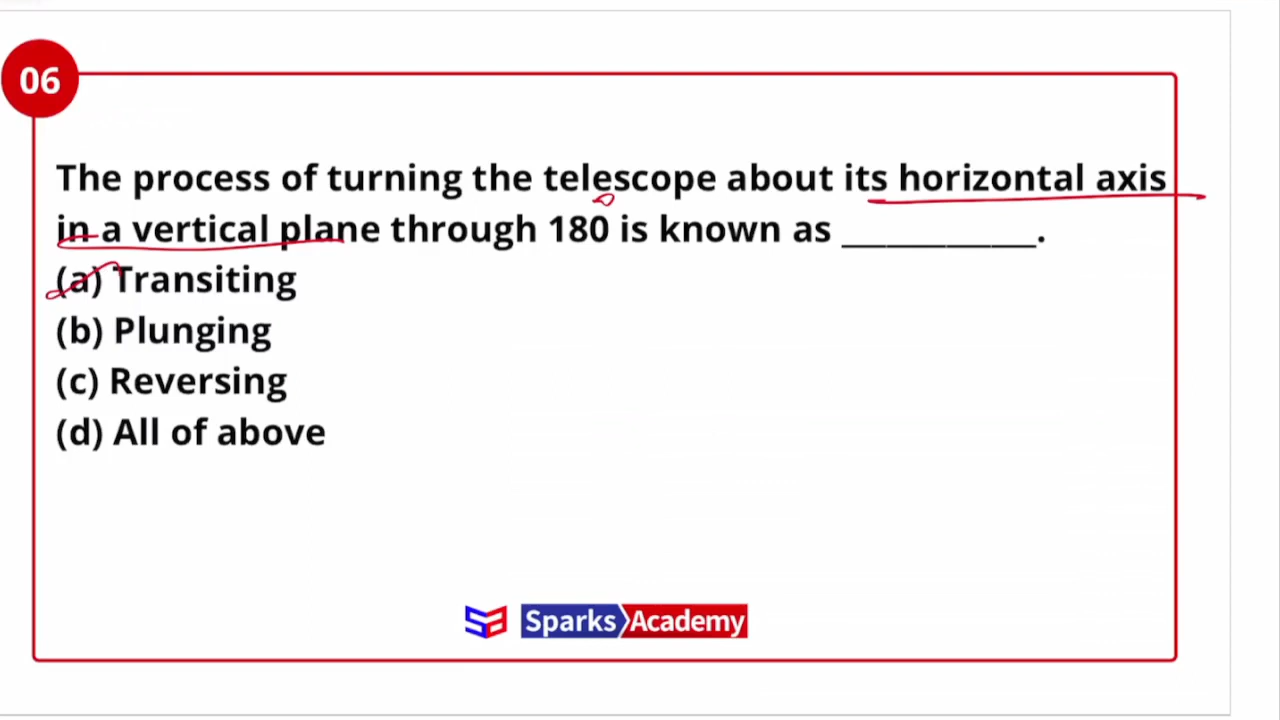 06
The process of turning the telescope about its horizontal axis
in a vertical plane through 180 is known as ___________.
(a) Transiting
(b) Plunging
(c) Reversing
(d) All of above
Sparks Academy